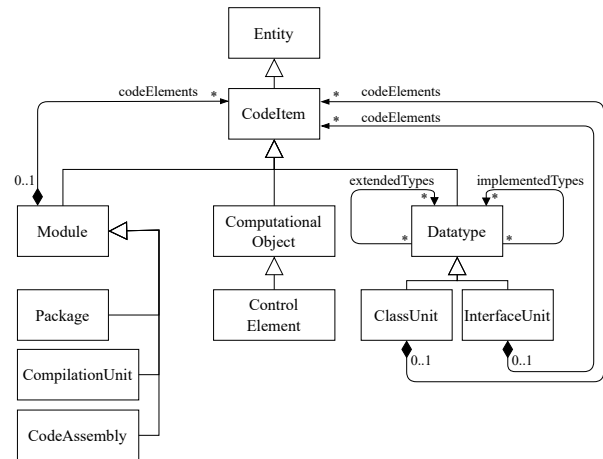 Entity
codeElements
*
*
codeElements
CodeItem
*
codeElements
0..1
extendedTypes
implementedTypes
*
*
Module
Computational
Object
Datatype
*
*
Package
Control
Element
ClassUnit
InterfaceUnit
CompilationUnit
0..1
0..1
CodeAssembly